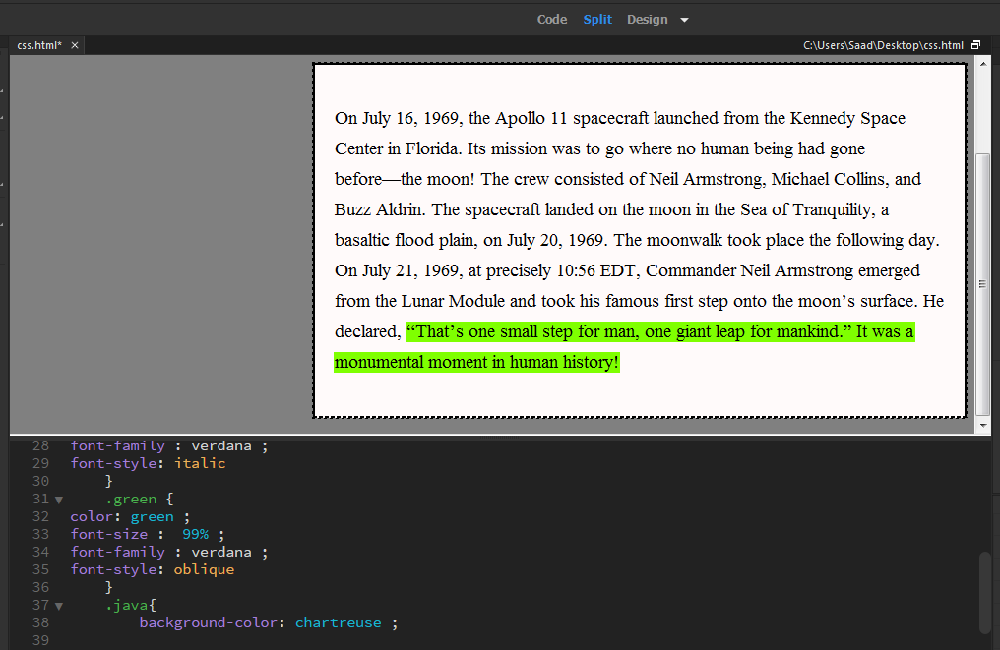 Code Split Design
css.html* × C:\Users\Saad\Desktop\css.html
On July 16, 1969, the Apollo 11 spacecraft launched from the Kennedy Space
Center in Florida. Its mission was to go where no human being had gone
before—the moon! The crew consisted of Neil Armstrong, Michael Collins, and
Buzz Aldrin. The spacecraft landed on the moon in the Sea of Tranquility, a
basaltic flood plain, on July 20, 1969. The moonwalk took place the following day.
On July 21, 1969, at precisely 10:56 EDT, Commander Neil Armstrong emerged
from the Lunar Module and took his famous first step onto the moon’s surface. He
declared, “That’s one small step for man, one giant leap for mankind.” It was a
monumental moment in human history!
28 font-family : verdana ;
29 font-style: italic
30 }
31 .green {
32 color: green ;
33 font-size : 99% ;
34 font-family : verdana ;
35 font-style: oblique
36 }
37 .java{
38 background-color: chartreuse ;
39